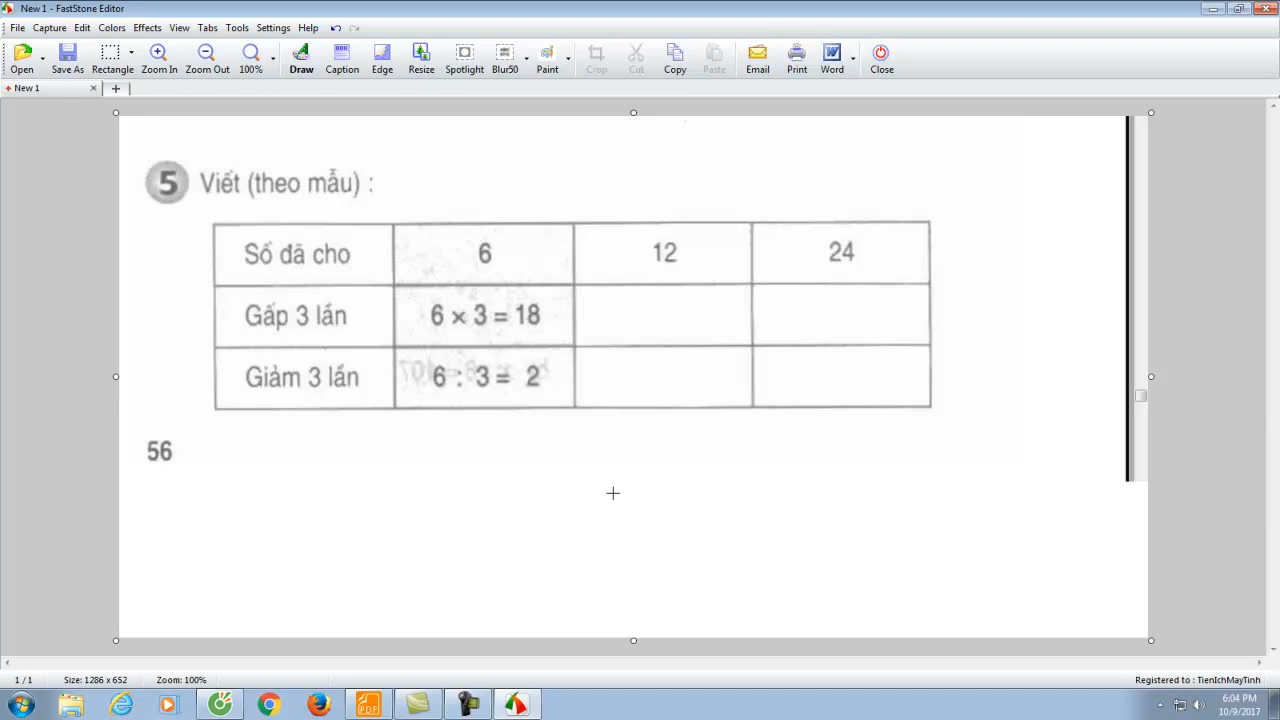 New 1 - FastStone Editor
File Capture Edit Colors Effects View Tabs Tools Settings Help
Open Save As Rectangle Zoom In Zoom Out 100% Draw Caption Edge Resize Spotlight Blur50 Paint Crop Cut Copy Paste Email Print Word Close
New 1
5 Viết (theo mẫu) :
Số đã cho 6 12 24
Gấp 3 lần 6 × 3 = 18
Giảm 3 lần 6 : 3 = 2
56
1 / 1 Size: 1286 x 652 Zoom: 100% Registered to : TienIchMayTinh
PDF
6:04 PM
10/9/2017